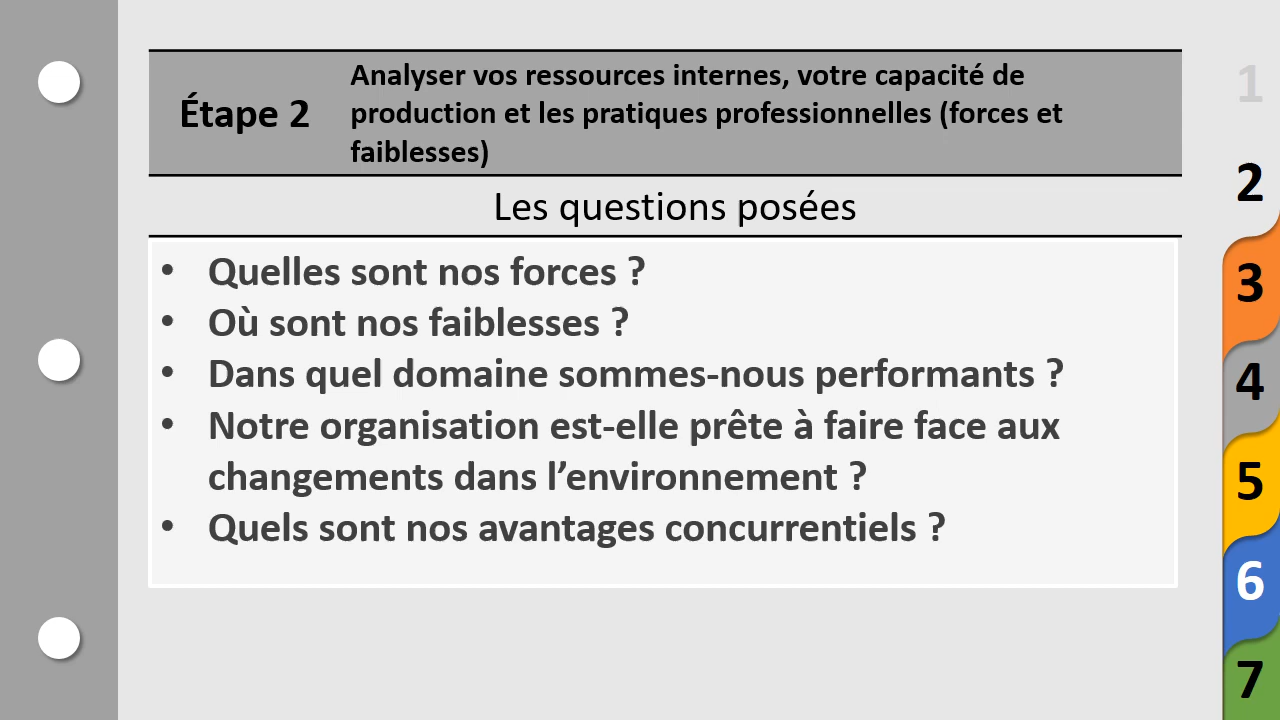 Étape 2
Analyser vos ressources internes, votre capacité de
production et les pratiques professionnelles (forces et
faiblesses)
Les questions posées
• Quelles sont nos forces ?
• Où sont nos faiblesses ?
• Dans quel domaine sommes-nous performants ?
• Notre organisation est-elle prête à faire face aux
changements dans l’environnement ?
• Quels sont nos avantages concurrentiels ?
1
2
3
4
5
6
7